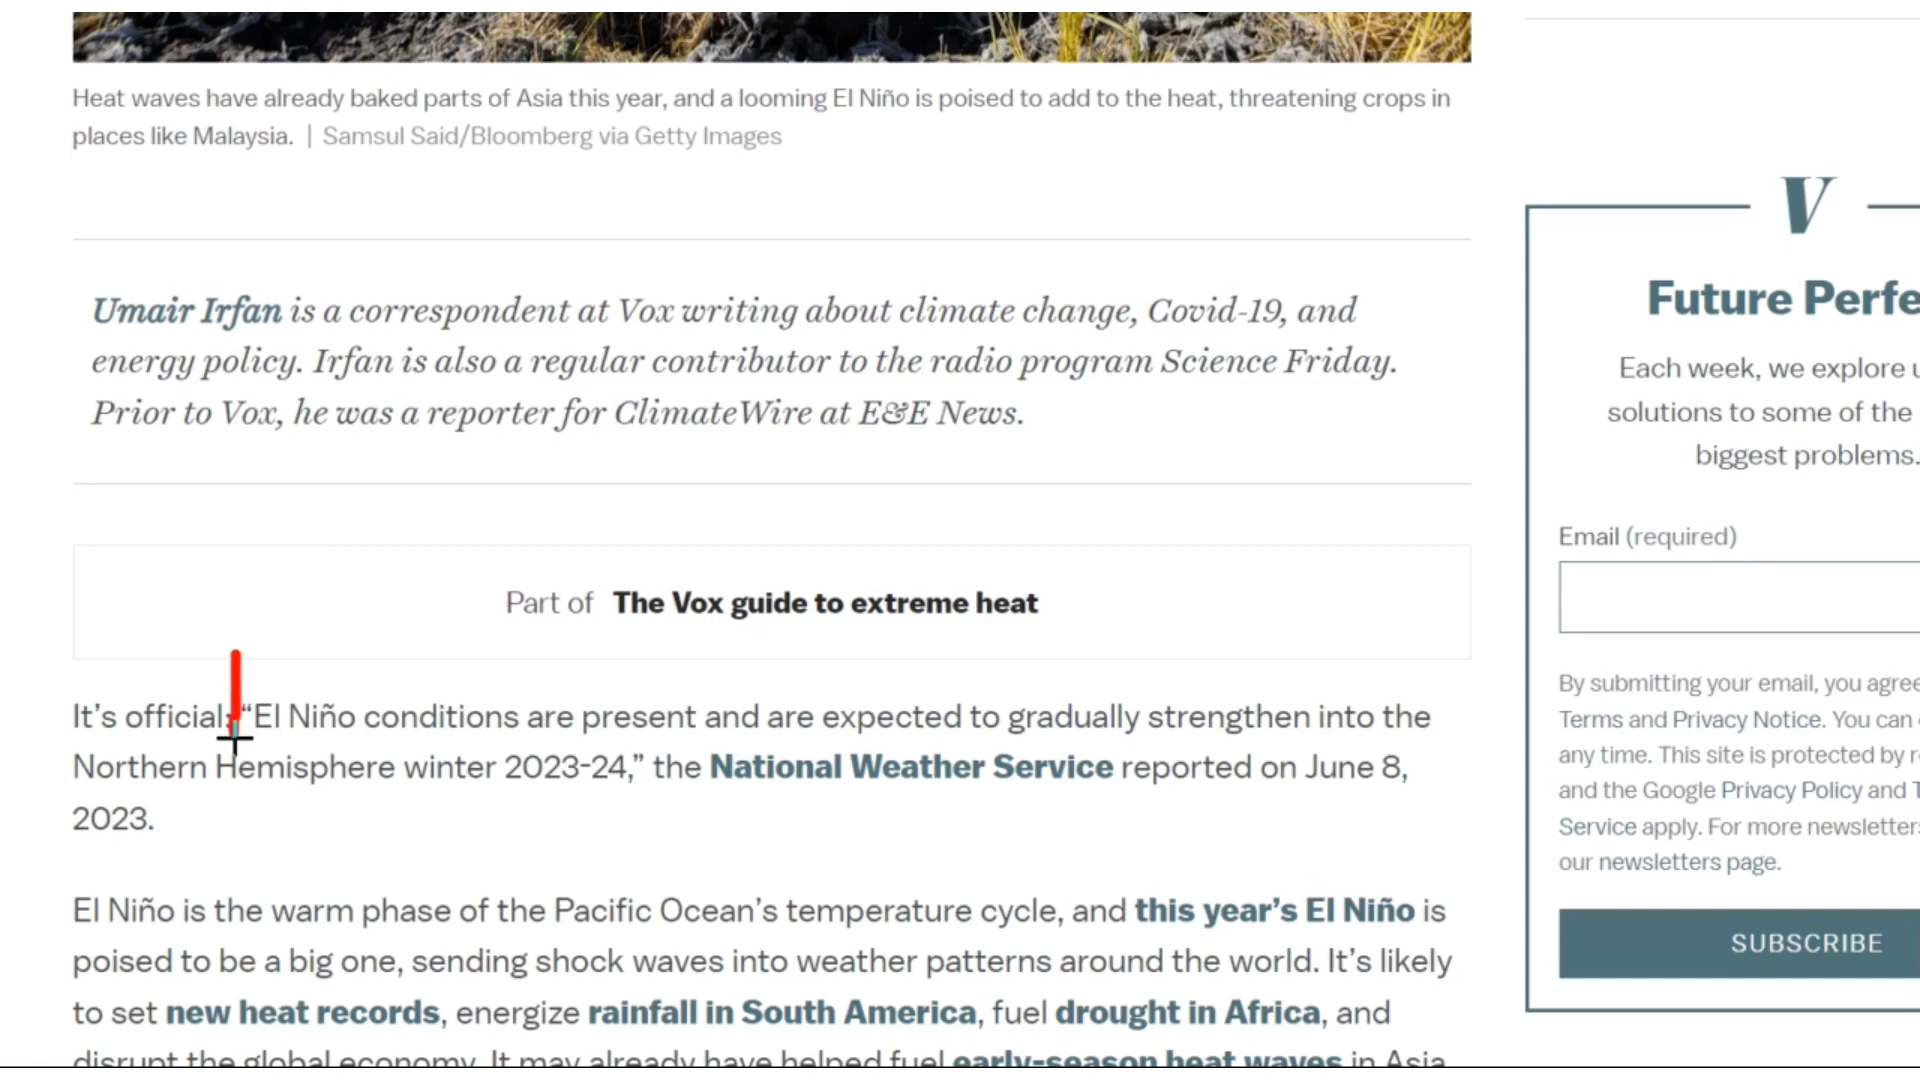 Heat waves have already baked parts of Asia this year, and a looming El Niño is poised to add to the heat, threatening crops in
places like Malaysia. | Samsul Said/Bloomberg via Getty Images
Umair Irfan is a correspondent at Vox writing about climate change, Covid-19, and
energy policy. Irfan is also a regular contributor to the radio program Science Friday.
Prior to Vox, he was a reporter for ClimateWire at E&E News.
Part of The Vox guide to extreme heat
It’s official: “El Niño conditions are present and are expected to gradually strengthen into the
Northern Hemisphere winter 2023-24,” the National Weather Service reported on June 8,
2023.
El Niño is the warm phase of the Pacific Ocean’s temperature cycle, and this year’s El Niño is
poised to be a big one, sending shock waves into weather patterns around the world. It’s likely
to set new heat records, energize rainfall in South America, fuel drought in Africa, and
disrupt the global economy. It may already have helped fuel early-season heat waves in Asia
V
Future Perfe
Each week, we explore u
solutions to some of the
biggest problems.
Email (required)
By submitting your email, you agree
Terms and Privacy Notice. You can
any time. This site is protected by r
and the Google Privacy Policy and T
Service apply. For more newsletters
our newsletters page.
SUBSCRIBE